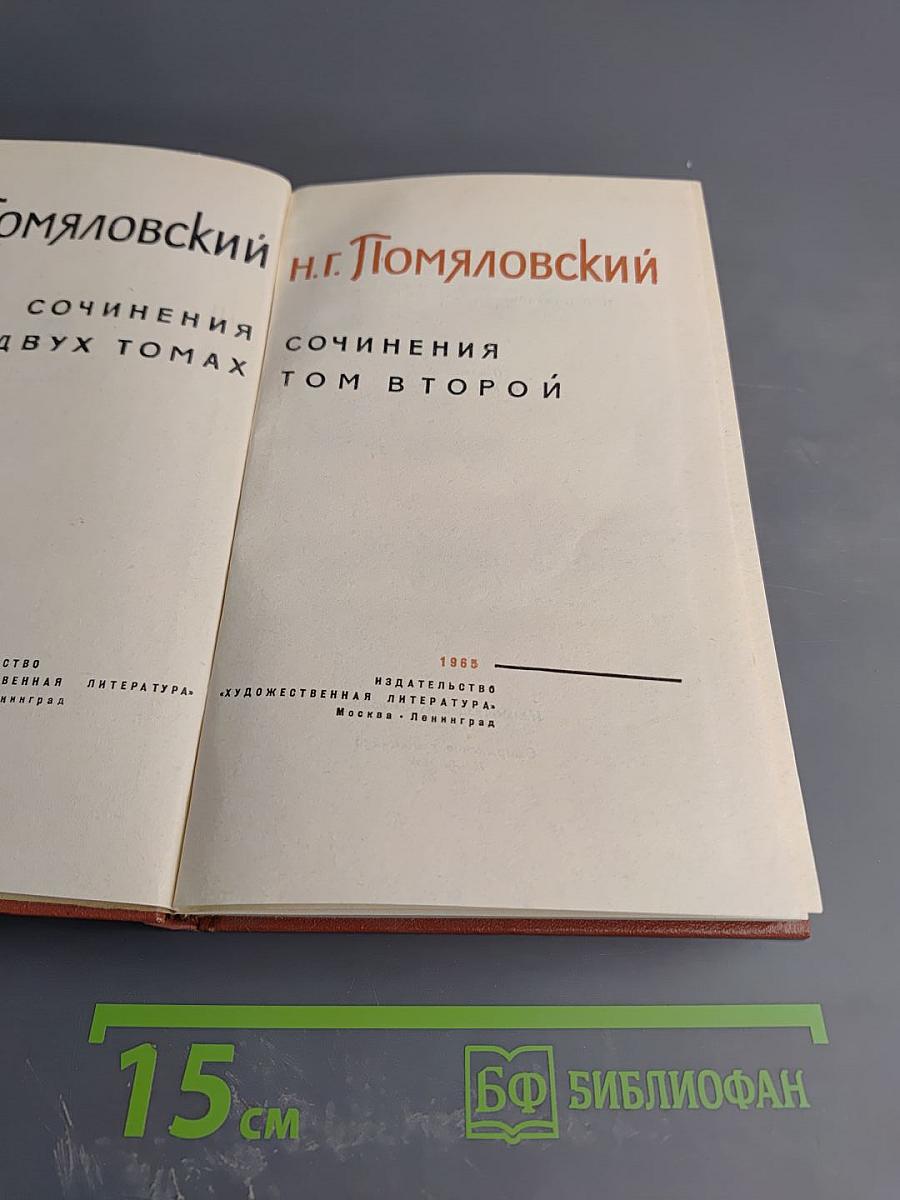 омяловский
СОЧИНЕНИЯ
ДВУХ ТОМАХ
СТВО
ВЕННАЯ ЛИТЕРАТУРА»
нинград
Н.Г. Помяловский
СОЧИНЕНИЯ
ТОМ ВТОРОЙ
1965
ИЗДАТЕЛЬСТВО
«ХУДОЖЕСТВЕННАЯ ЛИТЕРАТУРА»
Москва · Ленинград
15 см
БФ БИБЛИОФАН